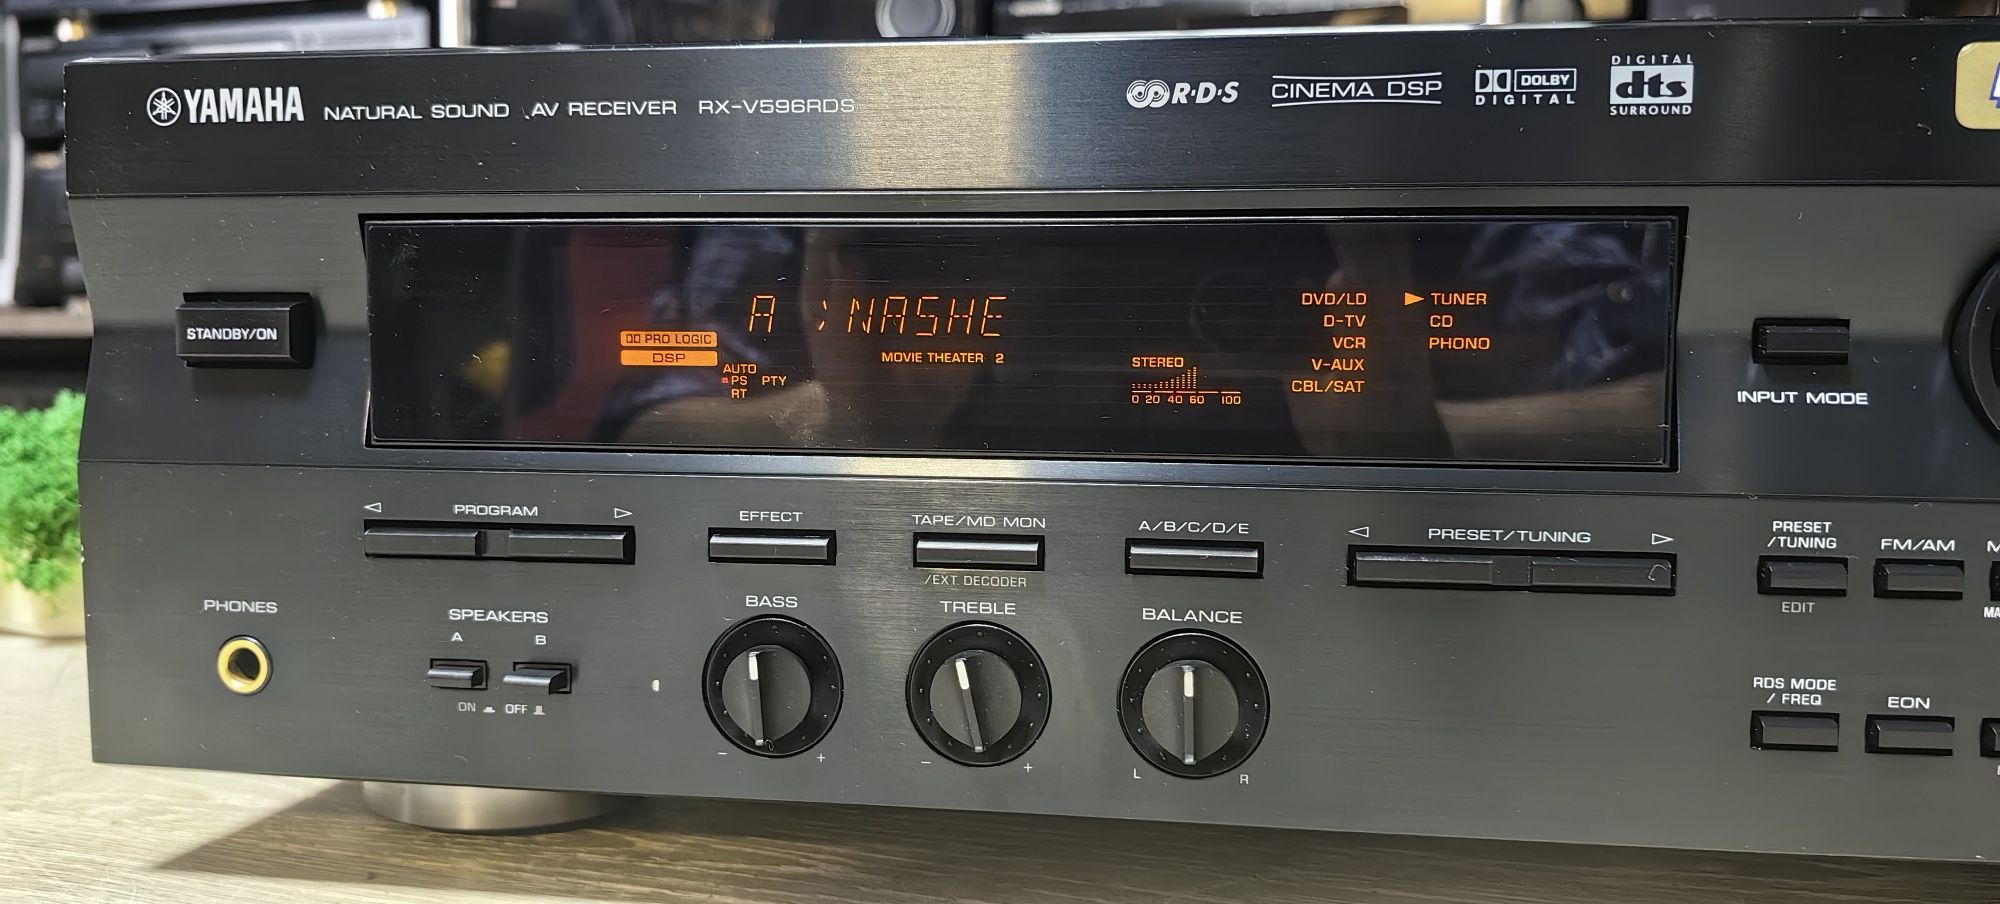 YAMAHA NATURAL SOUND AV RECEIVER RX-V596RDS
R·D·S CINEMA DSP DOLBY DIGITAL DIGITAL dts SURROUND
STANDBY/ON
A :NASHE
PRO LOGIC
DSP
MOVIE THEATER 2
AUTO
PS PTY
RT
STEREO
0 20 40 60 100
DVD/LD TUNER
D-TV CD
VCR PHONO
V-AUX
CBL/SAT
INPUT MODE
PROGRAM
EFFECT
TAPE/MD MON
/EXT. DECODER
A/B/C/D/E
PRESET/TUNING
PRESET
/TUNING
EDIT
FM/AM
PHONES
SPEAKERS
A B
ON OFF
BASS
- +
TREBLE
- +
BALANCE
L R
RDS MODE
/ FREQ
EON